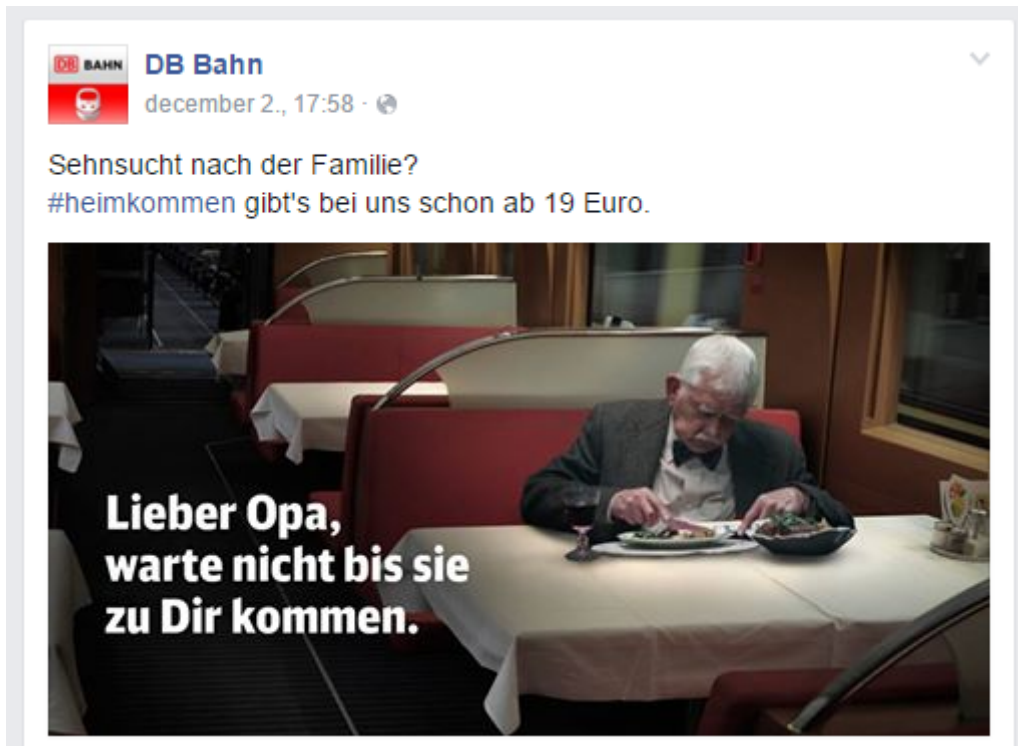 DB BAHN
DB Bahn
december 2., 17:58 ·
Sehnsucht nach der Familie?
#heimkommen gibt's bei uns schon ab 19 Euro.
Lieber Opa,
warte nicht bis sie
zu Dir kommen.